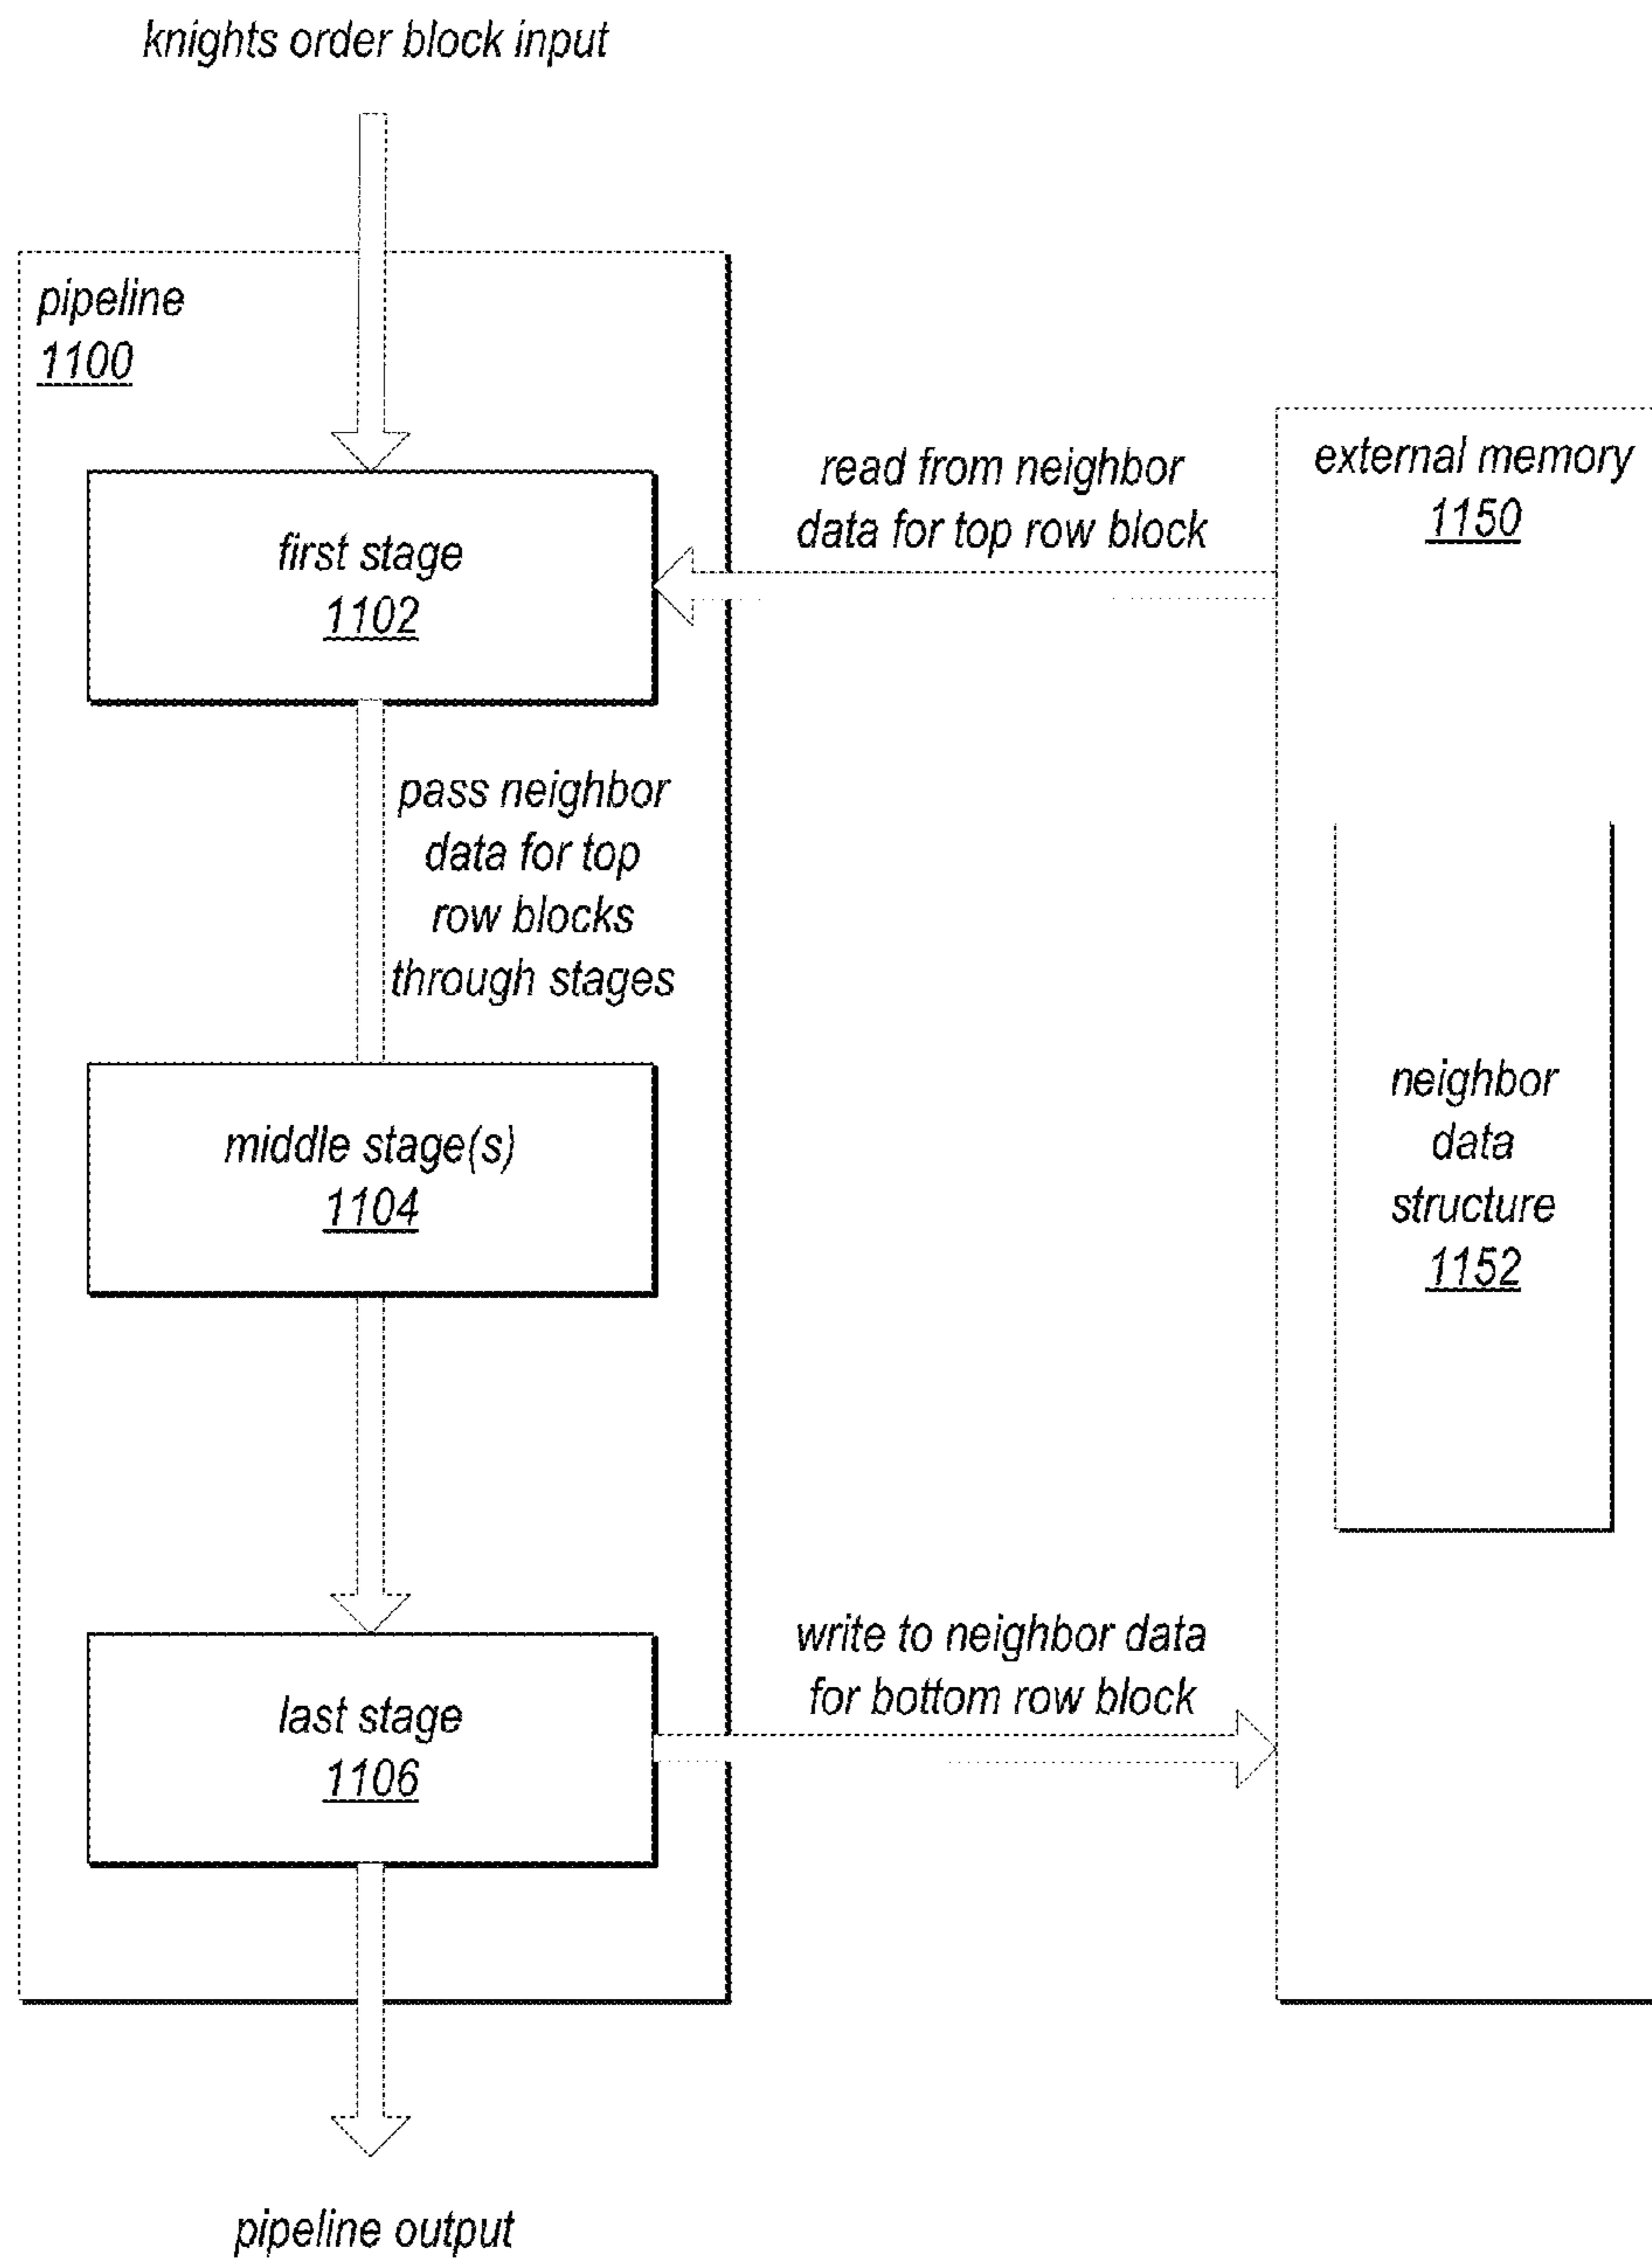 knights order block input
pipeline
1100
first stage
1102
read from neighbor
data for top row block
external memory
1150
pass neighbor
data for top
row blocks
through stages
middle stage(s)
1104
neighbor
data
structure
1152
last stage
1106
write to neighbor data
for bottom row block
pipeline output